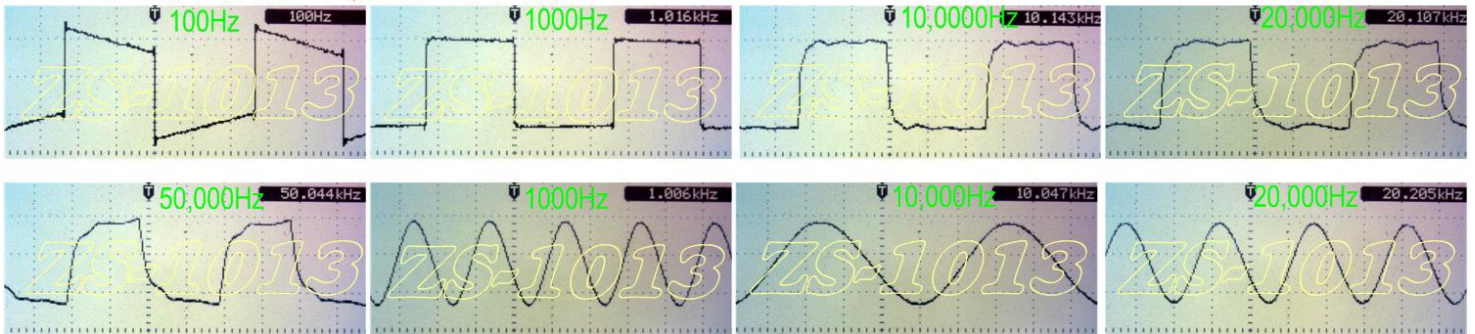 100Hz 100Hz
ZS-1013
1000Hz 1.016kHz
ZS-1013
10,0000Hz 10.143kHz
ZS-1013
20,000Hz 20.107kHz
ZS-1013
50,000Hz 50.044kHz
ZS-1013
1000Hz 1.006kHz
ZS-1013
10,000Hz 10.047kHz
ZS-1013
20,000Hz 20.205kHz
ZS-1013